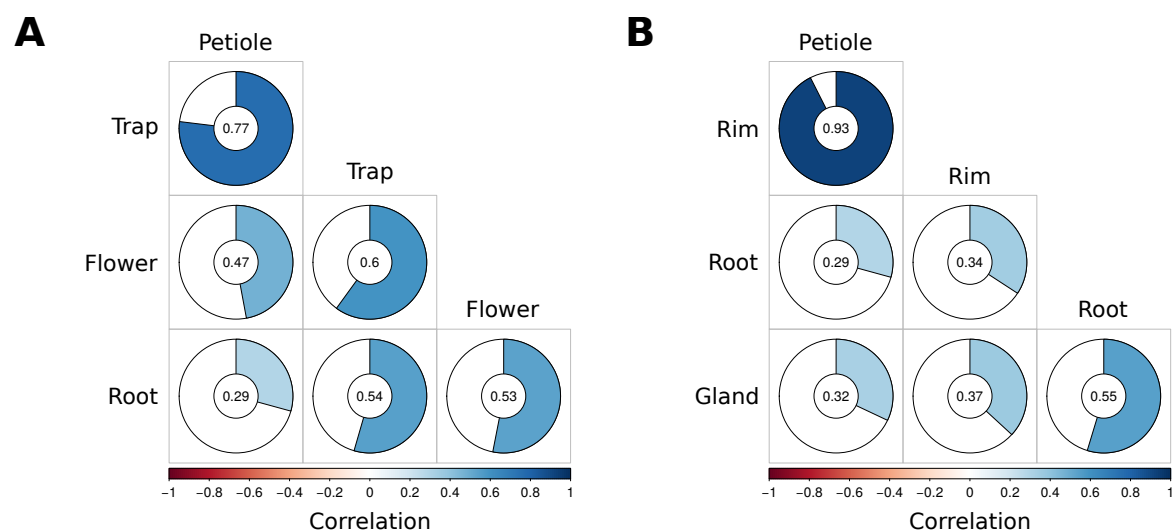 A
Petiole
Trap
0.77
Trap
Flower
0.47
0.6
Flower
Root
0.29
0.54
0.53
−1 −0.8 −0.6 −0.4 −0.2 0 0.2 0.4 0.6 0.8 1
Correlation
B
Petiole
Rim
0.93
Rim
Root
0.29
0.34
Root
Gland
0.32
0.37
0.55
−1 −0.8 −0.6 −0.4 −0.2 0 0.2 0.4 0.6 0.8 1
Correlation